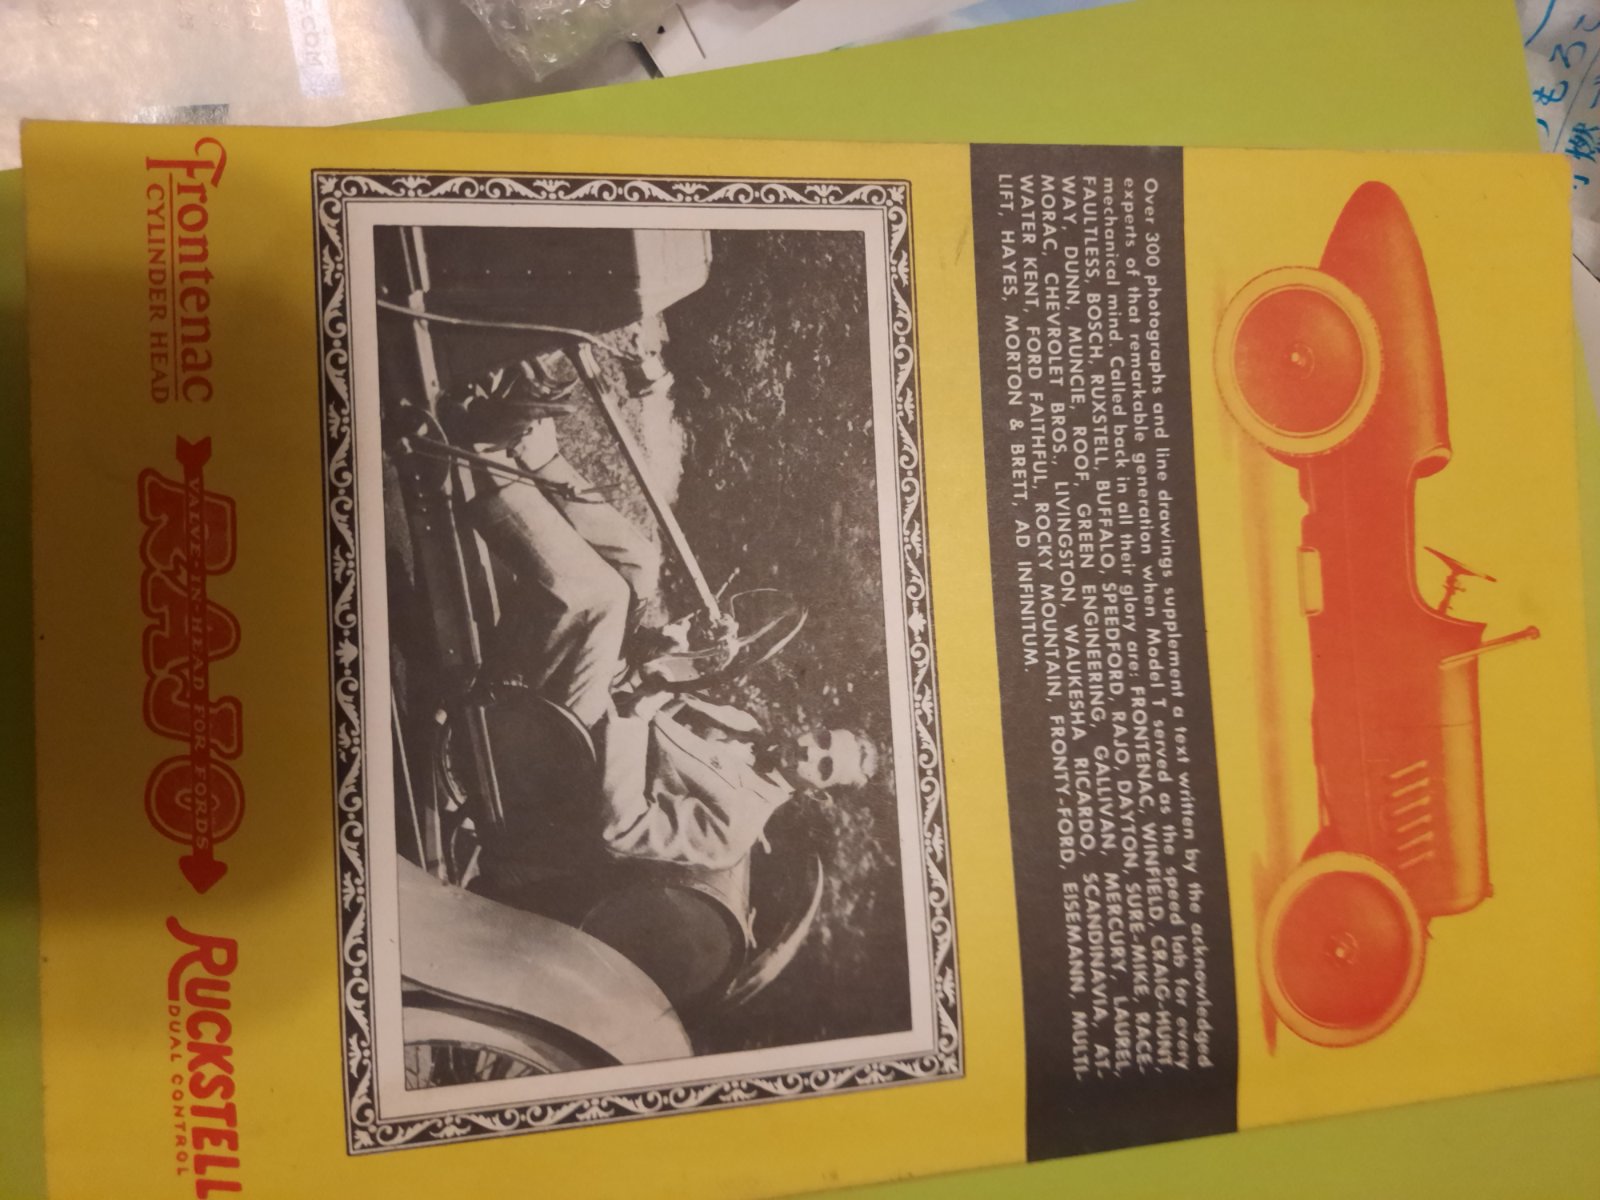 Over 300 photographs and line drawings supplement a text written by the acknowledged
experts of that remarkable generation when Model T served as the speed lab for every
mechanical mind. Called back in all their glory are: FRONTENAC, WINFIELD, CRAIG-HUNT,
FAULTLESS, BOSCH, RUXSTELL, BUFFALO, SPEEDFORD, RAJO, DAYTON, SURE-MIKE, RACE-
WAY, DUNN, MUNCIE, ROOF, GREEN ENGINEERING, GALLIVAN, MERCURY, LAUREL,
MORAC, CHEVROLET BROS., LIVINGSTON, WAUKESHA RICARDO, SCANDINAVIA, AT-
WATER KENT, FORD FAITHFUL, ROCKY MOUNTAIN, FRONTY-FORD, EISEMANN, MULTI-
LIFT, HAYES, MORTON & BRETT, AD INFINITUM.
Frontenac
CYLINDER HEAD
RAJO
VALVE-IN-HEAD FOR FORDS
RUCKSTELL
DUAL CONTROL
.COM